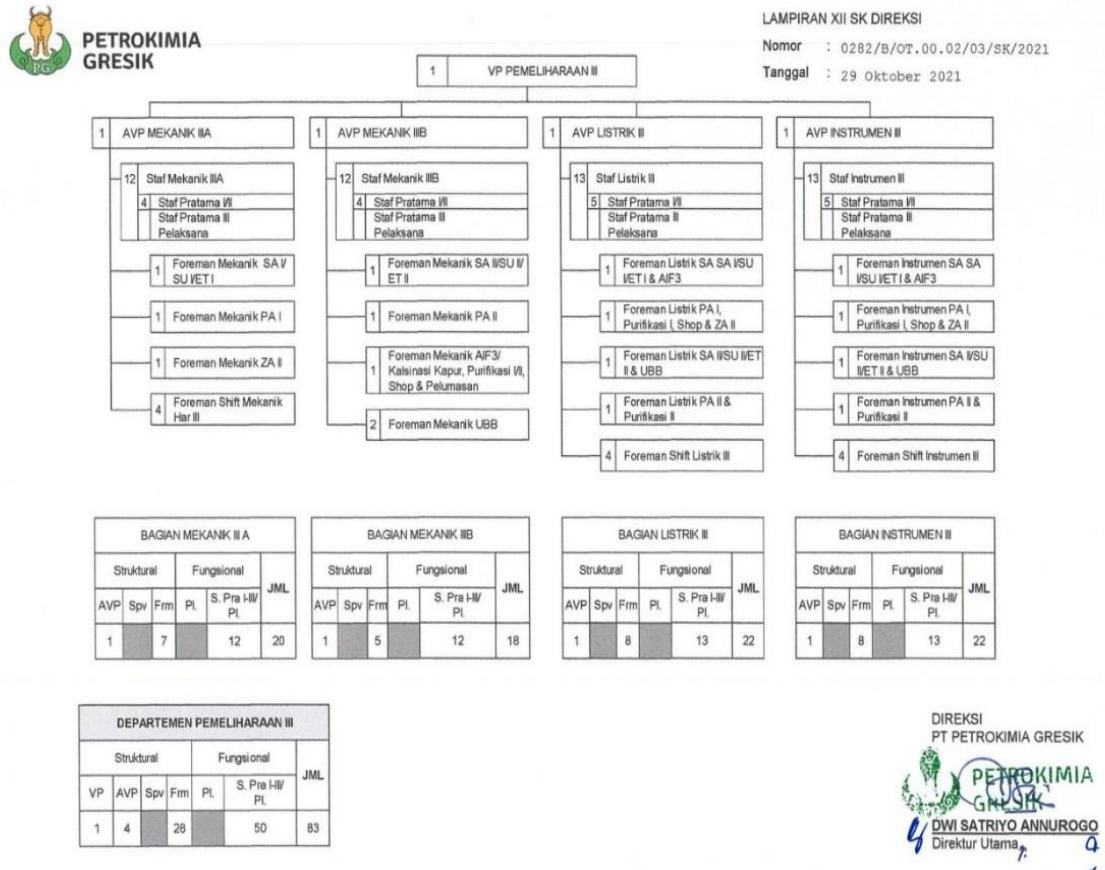 PETROKIMIA
GRESIK
PG
LAMPIRAN XII SK DIREKSI
Nomor : 0282/B/OT.00.02/03/SK/2021
Tanggal : 29 Oktober 2021
1 VP PEMELIHARAAN III
1 AVP MEKANIK IIIA
12 Staf Mekanik IIIA
4 Staf Pratama I/II
Staf Pratama III
Pelaksana
1 Foreman Mekanik SA I/
SU I/ET I
1 Foreman Mekanik PA I
1 Foreman Mekanik ZA II
4 Foreman Shift Mekanik
Har III
1 AVP MEKANIK IIIB
12 Staf Mekanik IIIB
4 Staf Pratama I/II
Staf Pratama III
Pelaksana
1 Foreman Mekanik SA II/SU II/
ET II
1 Foreman Mekanik PA II
1 Foreman Mekanik AIF3/
Kalsinasi Kapur, Purifikasi I/II,
Shop & Pelumasan
2 Foreman Mekanik UBB
1 AVP LISTRIK III
13 Staf Listrik III
5 Staf Pratama I/II
Staf Pratama III
Pelaksana
1 Foreman Listrik SA SA I/SU
I/ET I & AIF3
1 Foreman Listrik PA I,
Purifikasi I, Shop & ZA II
1 Foreman Listrik SA II/SU II/ET
II & UBB
1 Foreman Listrik PA II &
Purifikasi II
4 Foreman Shift Listrik III
1 AVP INSTRUMEN III
13 Staf Instrumen III
5 Staf Pratama I/II
Staf Pratama III
Pelaksana
1 Foreman Instrumen SA SA
I/SU I/ET I & AIF3
1 Foreman Instrumen PA I,
Purifikasi I, Shop & ZA II
1 Foreman Instrumen SA II/SU
II/ET II & UBB
1 Foreman Instrumen PA II &
Purifikasi II
4 Foreman Shift Instrumen III
BAGIAN MEKANIK III A
Struktural Fungsional JML
AVP Spv Frm Pl. S. Pra I-III/
Pl.
1 7 12 20
BAGIAN MEKANIK IIIB
Struktural Fungsional JML
AVP Spv Frm Pl. S. Pra I-III/
Pl.
1 5 12 18
BAGIAN LISTRIK III
Struktural Fungsional JML
AVP Spv Frm Pl. S. Pra I-III/
Pl.
1 8 13 22
BAGIAN INSTRUMEN III
Struktural Fungsional JML
AVP Spv Frm Pl. S. Pra I-III/
Pl.
1 8 13 22
DEPARTEMEN PEMELIHARAAN III
Struktural Fungsional JML
VP AVP Spv Frm Pl. S. Pra I-III/
Pl.
1 4 28 50 83
DIREKSI
PT PETROKIMIA GRESIK
PETROKIMIA
GRESIK
DWI SATRIYO ANNUROGO
Direktur Utama